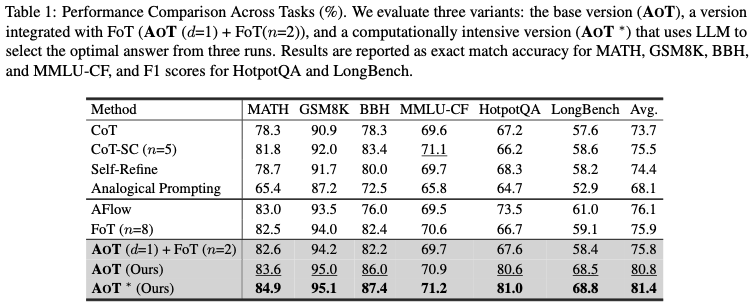 Table 1: Performance Comparison Across Tasks (%). We evaluate three variants: the base version (AOT), a version
integrated with FoT (AOT (d=1) + FoT(n=2)), and a computationally intensive version (AOT *) that uses LLM to
select the optimal answer from three runs. Results are reported as exact match accuracy for MATH, GSM8K, BBH,
and MMLU-CF, and F1 scores for HotpotQA and LongBench.
Method MATH GSM8K BBH MMLU-CF HotpotQA LongBench Avg.
CoT 78.3 90.9 78.3 69.6 67.2 57.6 73.7
CoT-SC (n=5) 81.8 92.0 83.4 71.1 66.2 58.6 75.5
Self-Refine 78.7 91.7 80.0 69.7 68.3 58.2 74.4
Analogical Prompting 65.4 87.2 72.5 65.8 64.7 52.9 68.1
AFlow 83.0 93.5 76.0 69.5 73.5 61.0 76.1
FoT (n=8) 82.5 94.0 82.4 70.6 66.7 59.1 75.9
AOT (d=1) + FoT (n=2) 82.6 94.2 82.2 69.7 67.6 58.4 75.8
AOT (Ours) 83.6 95.0 86.0 70.9 80.6 68.5 80.8
AOT * (Ours) 84.9 95.1 87.4 71.2 81.0 68.8 81.4